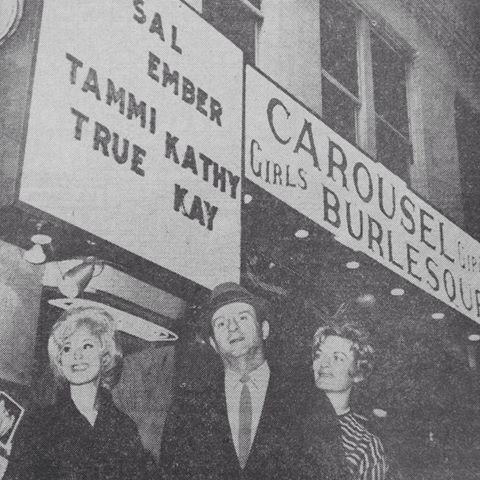 SAL
EMBER
TAMMI KATHY
TRUE KAY
CAROUSEL
GIRLS BURLESQUE